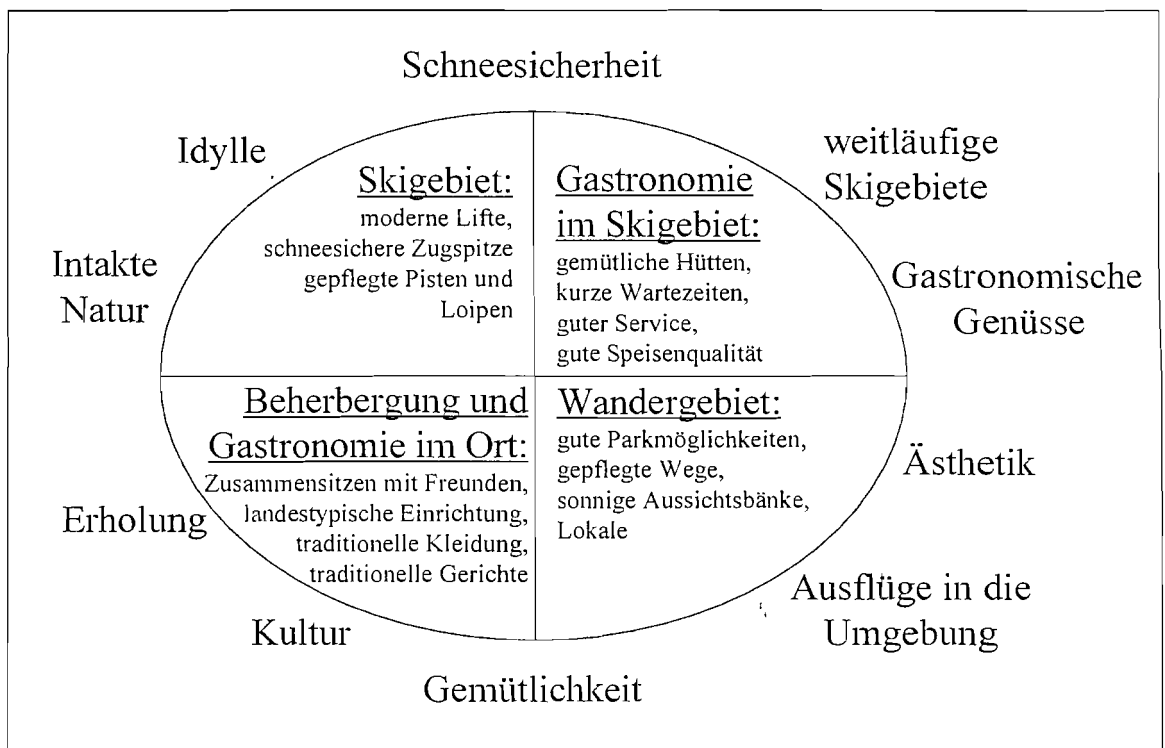 Schneesicherheit
Idylle
weitläufige
Skigebiete
Intakte
Natur
Gastronomische
Genüsse
Skigebiet:
moderne Lifte,
schneesichere Zugspitze
gepflegte Pisten und
Loipen
Gastronomie
im Skigebiet:
gemütliche Hütten,
kurze Wartezeiten,
guter Service,
gute Speisenqualität
Beherbergung und
Gastronomie im Ort:
Zusammensitzen mit Freunden,
landestypische Einrichtung,
traditionelle Kleidung,
traditionelle Gerichte
Wandergebiet:
gute Parkmöglichkeiten,
gepflegte Wege,
sonnige Aussichtsbänke,
Lokale
Erholung
Ästhetik
Kultur
Ausflüge in die
Umgebung
Gemütlichkeit